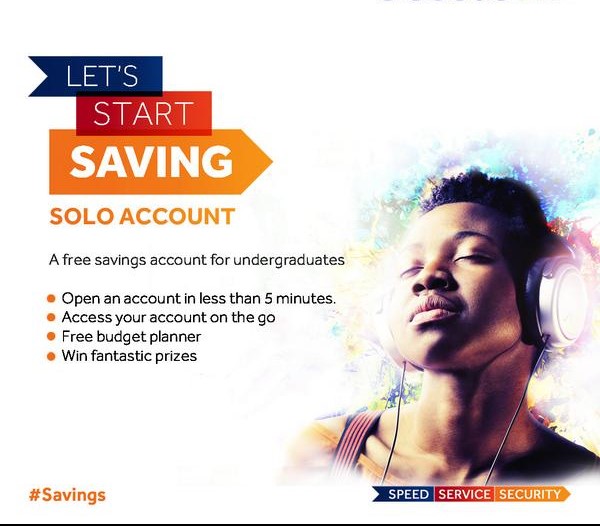 LET'S
START
SAVING
SOLO ACCOUNT
A free savings account for undergraduates
Open an account in less than 5 minutes.
Access your account on the go
Free budget planner
Win fantastic prizes
#Savings
SPEED SERVICE SECURITY